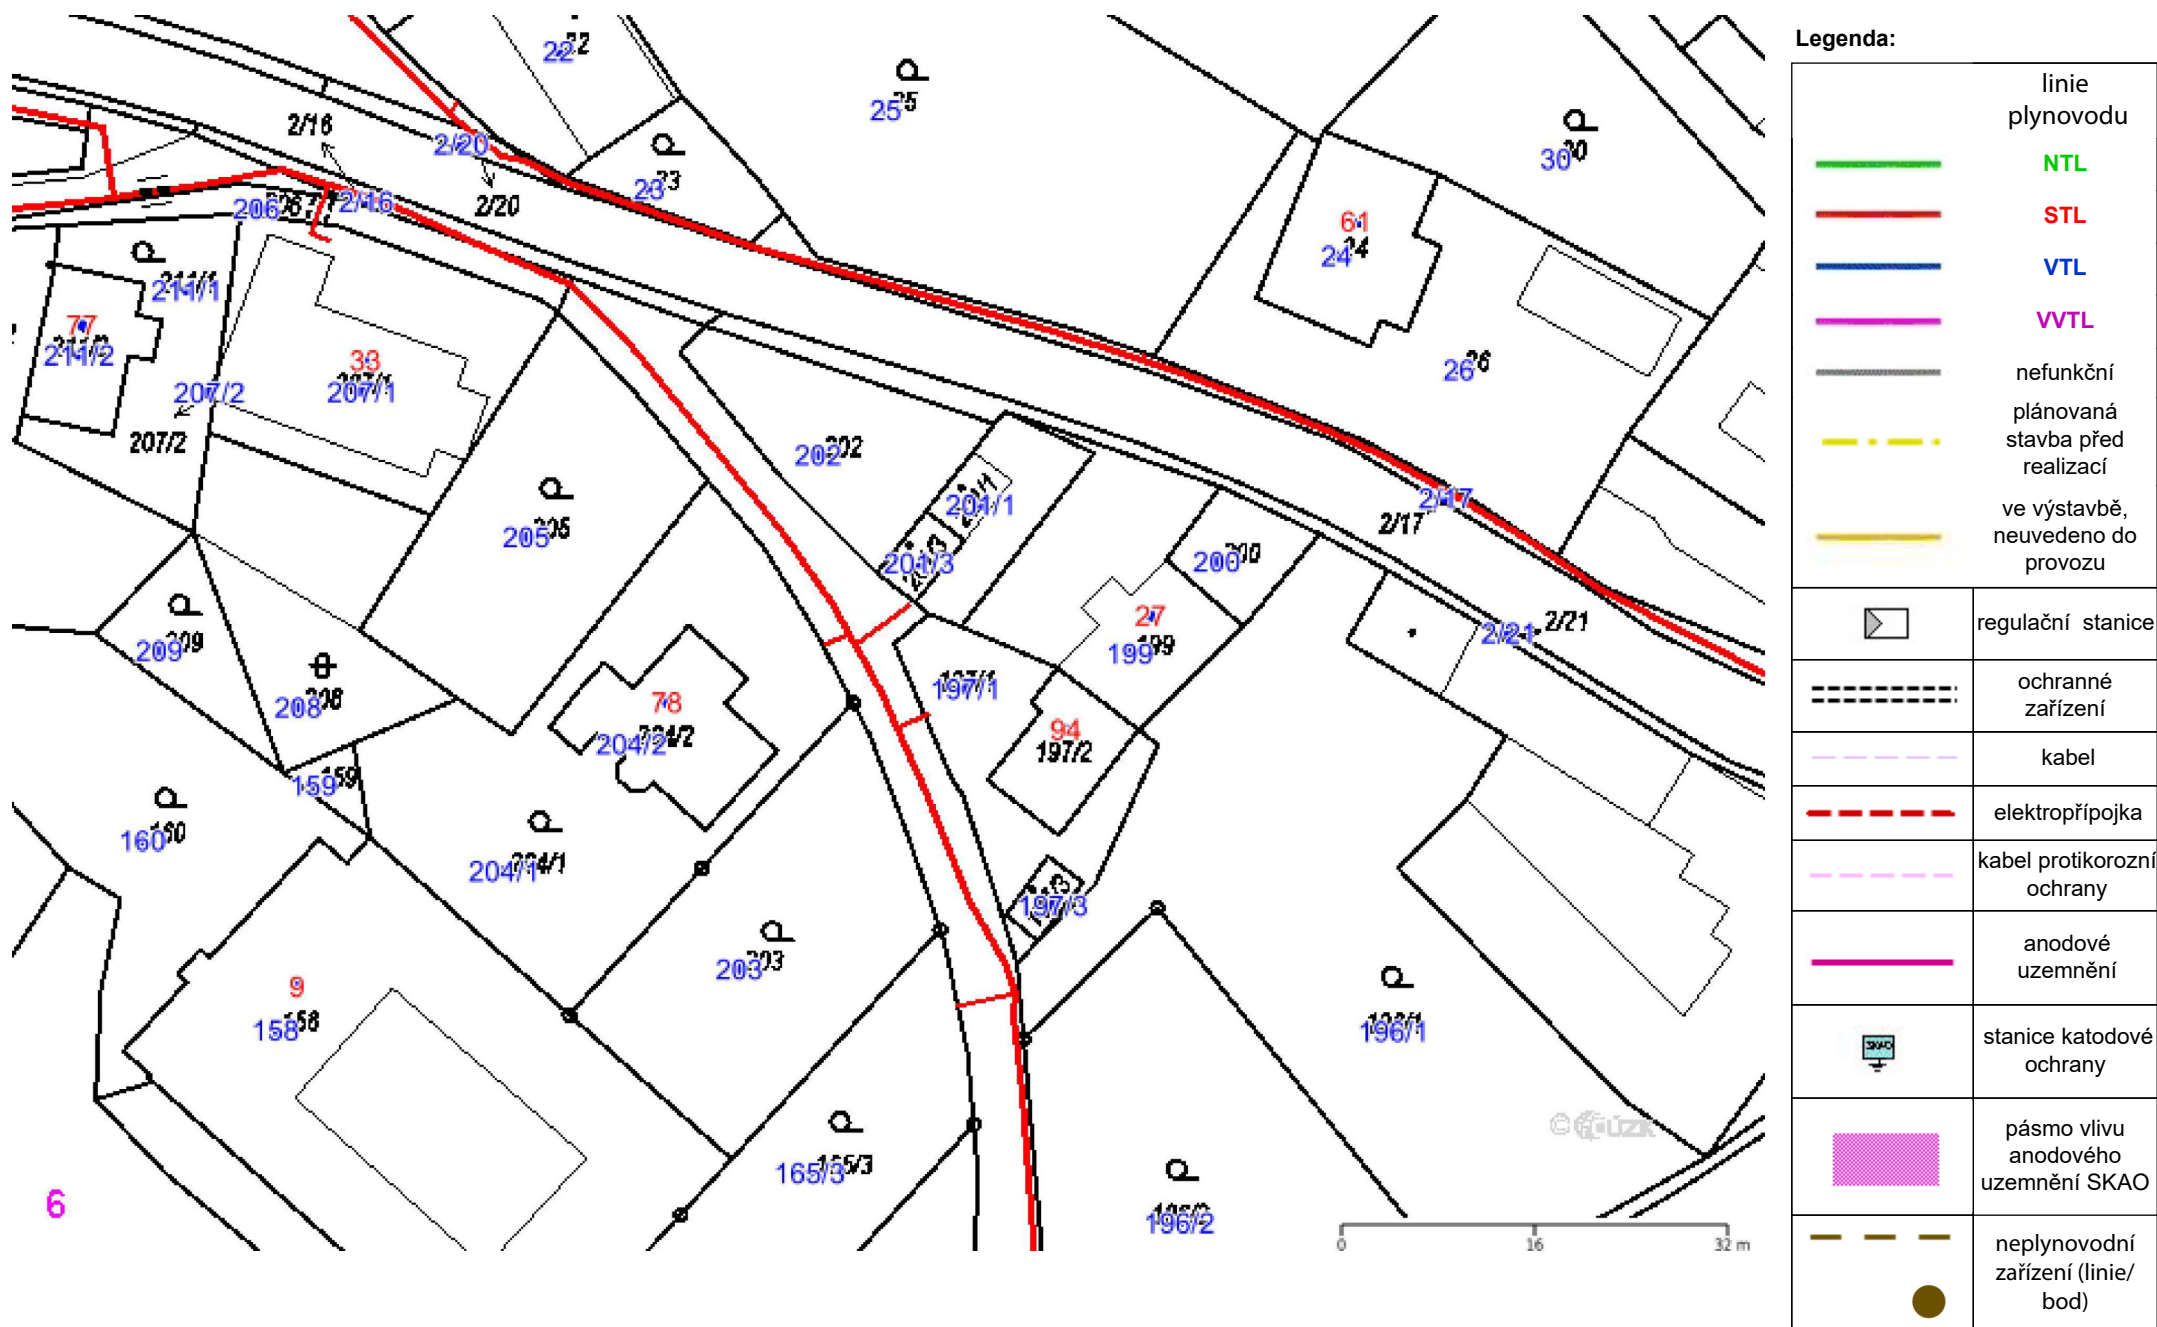 22
25
2/16
2/20
30
23
206
2/16
2/20
61
24
211/1
77
211/2
33
207/1
207/2
207/2
26
202
201/1
2/17
2/17
205
201/3
200
27
199
2/21
2/21
209
208
78
204/2
197/1
94
197/2
159
160
204/1
197/3
203
9
158
196/1
165/3
196/2
6
0 16 32 m
Legenda:
linie
plynovodu
NTL
STL
VTL
VVTL
nefunkční
plánovaná
stavba před
realizací
ve výstavbě,
neuvedeno do
provozu
regulační stanice
ochranné
zařízení
kabel
elektropřípojka
kabel protikorozní
ochrany
anodové
uzemnění
SKAO
stanice katodové
ochrany
pásmo vlivu
anodového
uzemnění SKAO
neplynovodní
zařízení (linie/
bod)